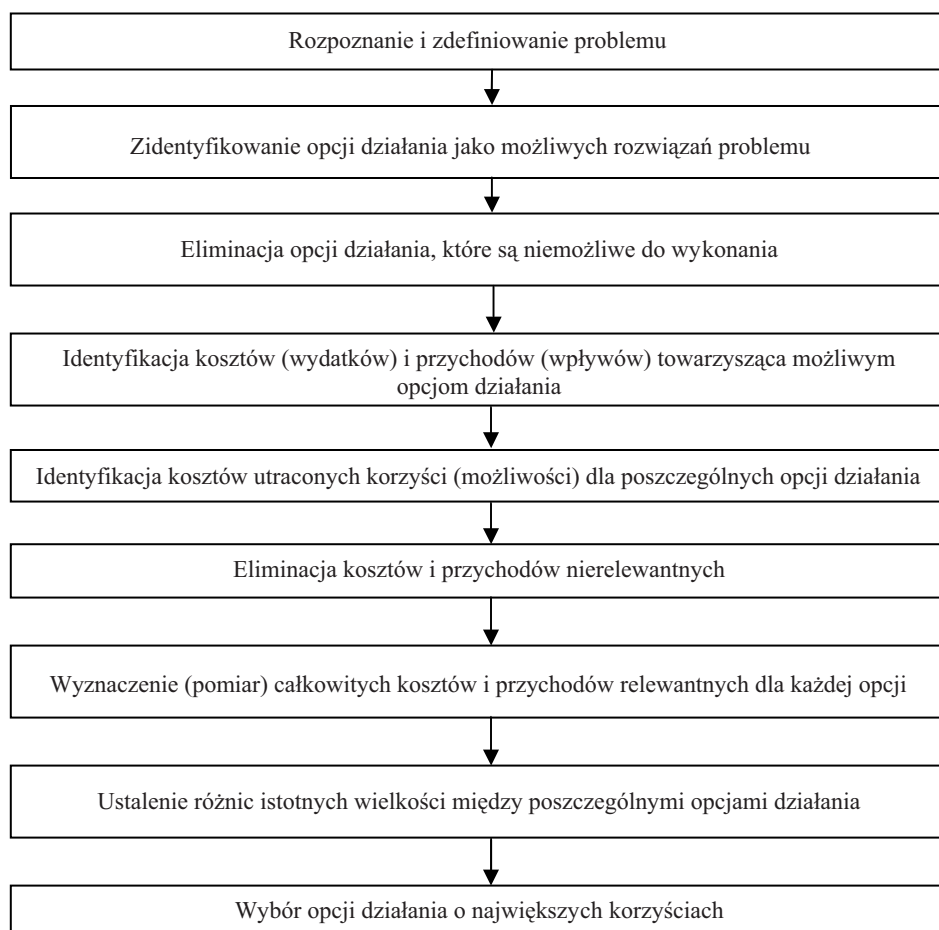 Rozpoznanie i zdefiniowanie problemu
Zidentyfikowanie opcji działania jako możliwych rozwiązań problemu
Eliminacja opcji działania, które są niemożliwe do wykonania
Identyfikacja kosztów (wydatków) i przychodów (wpływów) towarzysząca możliwym
opcjom działania
Identyfikacja kosztów utraconych korzyści (możliwości) dla poszczególnych opcji działania
Eliminacja kosztów i przychodów nierelewantnych
Wyznaczenie (pomiar) całkowitych kosztów i przychodów relewantnych dla każdej opcji
Ustalenie różnic istotnych wielkości między poszczególnymi opcjami działania
Wybór opcji działania o największych korzyściach